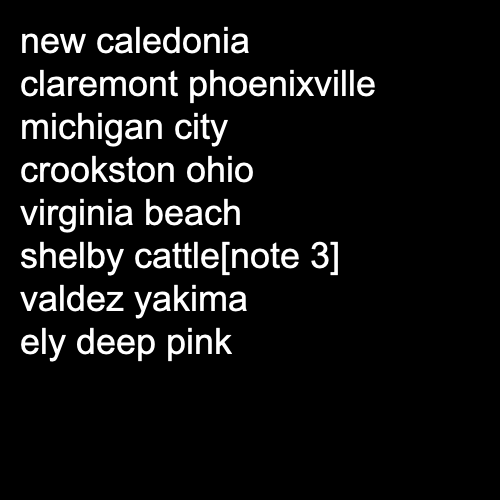 new caledonia
claremont phoenixville
michigan city
crookston ohio
virginia beach
shelby cattle[note 3]
valdez yakima
ely deep pink